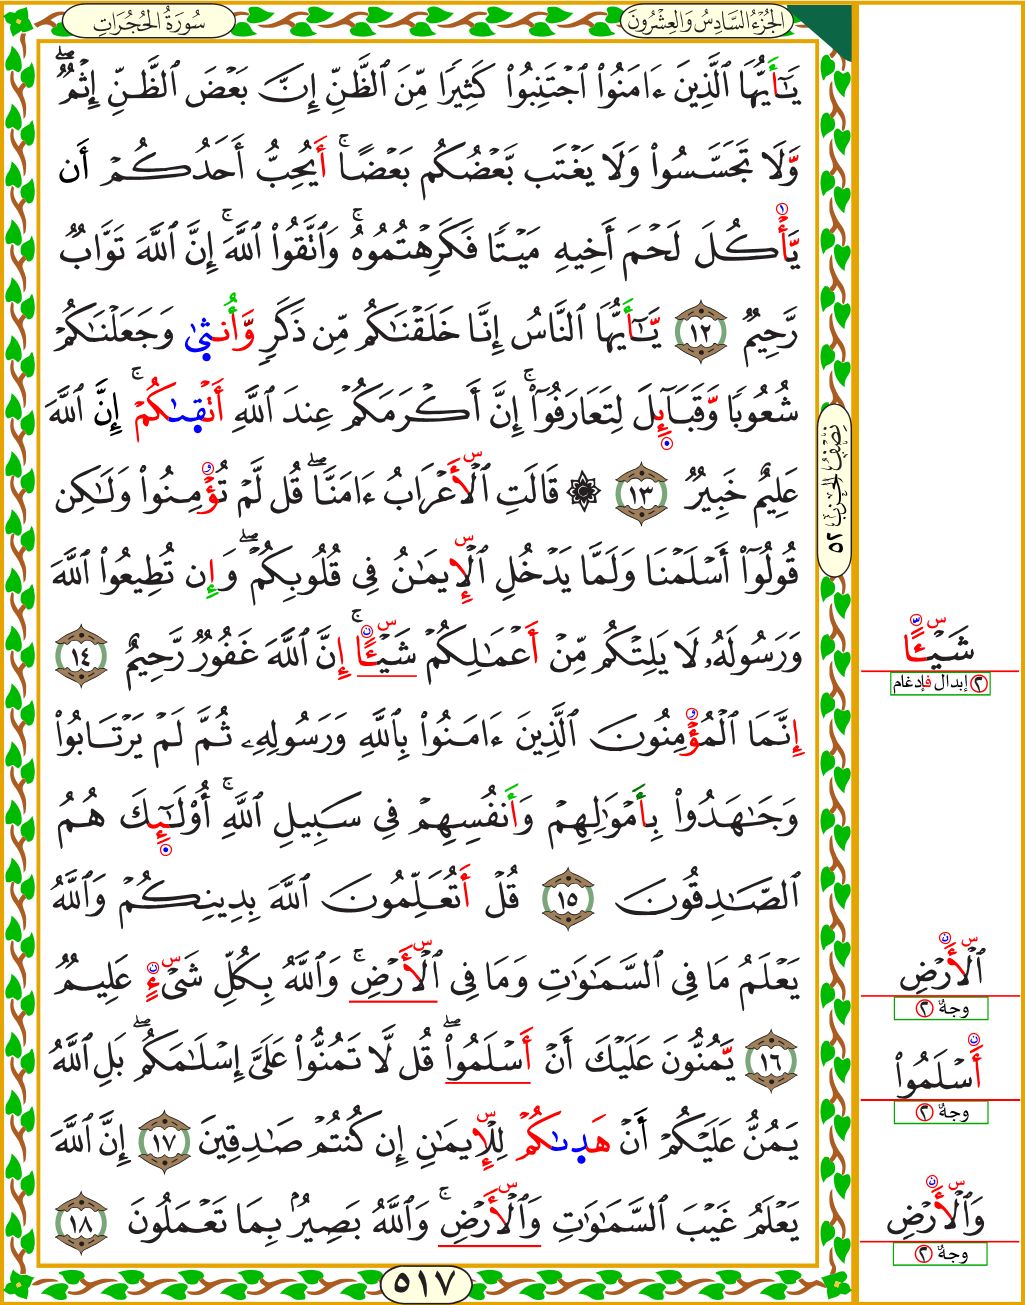 الجُزْءُ السَّادِسُ وَالعِشْرُونَ
سُورَةُ الحُجُرَاتِ
يَـٰٓأَيُّهَا ٱلَّذِينَ ءَامَنُوا۟ ٱجْتَنِبُوا۟ كَثِيرًا مِّنَ ٱلظَّنِّ إِنَّ بَعْضَ ٱلظَّنِّ إِثْمٌ ۖ
وَّلَا تَجَسَّسُوا۟ وَلَا يَغْتَب بَّعْضُكُم بَعْضًا ۚ أَيُحِبُّ أَحَدُكُمْ أَن
يَّأْكُلَ لَحْمَ أَخِيهِ مَيْتًا فَكَرِهْتُمُوهُ ۚ وَٱتَّقُوا۟ ٱللَّهَ ۚ إِنَّ ٱللَّهَ تَوَّابٌ
رَّحِيمٌ ١٢ يَّـٰٓأَيُّهَا ٱلنَّاسُ إِنَّا خَلَقْنَـٰكُم مِّن ذَكَرٍ وَّأُنثَىٰ وَجَعَلْنَـٰكُمْ
شُعُوبًا وَّقَبَآئِلَ لِتَعَارَفُوٓا۟ ۚ إِنَّ أَكْرَمَكُمْ عِندَ ٱللَّهِ أَتْقَىٰكُمْ ۚ إِنَّ ٱللَّهَ
عَلِيمٌ خَبِيرٌ ١٣ ۞ قَالَتِ ٱلْأَعْرَابُ ءَامَنَّا ۖ قُل لَّمْ تُؤْمِنُوا۟ وَلَـٰكِن
قُولُوٓا۟ أَسْلَمْنَا وَلَمَّا يَدْخُلِ ٱلْإِيمَـٰنُ فِى قُلُوبِكُمْ ۖ وَإِن تُطِيعُوا۟ ٱللَّهَ
وَرَسُولَهُۥ لَا يَلِتْكُم مِّنْ أَعْمَـٰلِكُمْ شَيْـًٔا ۚ إِنَّ ٱللَّهَ غَفُورٌ رَّحِيمٌ ١٤
إِنَّمَا ٱلْمُؤْمِنُونَ ٱلَّذِينَ ءَامَنُوا۟ بِٱللَّهِ وَرَسُولِهِۦ ثُمَّ لَمْ يَرْتَابُوا۟
وَجَـٰهَدُوا۟ بِأَمْوَٰلِهِمْ وَأَنفُسِهِمْ فِى سَبِيلِ ٱللَّهِ ۚ أُو۟لَـٰٓئِكَ هُمُ
ٱلصَّـٰدِقُونَ ١٥ قُلْ أَتُعَلِّمُونَ ٱللَّهَ بِدِينِكُمْ وَٱللَّهُ
يَعْلَمُ مَا فِى ٱلسَّمَـٰوَٰتِ وَمَا فِى ٱلْأَرْضِ ۚ وَٱللَّهُ بِكُلِّ شَىْءٍ عَلِيمٌ
١٦ يَّمُنُّونَ عَلَيْكَ أَنْ أَسْلَمُوا۟ ۖ قُل لَّا تَمُنُّوا۟ عَلَىَّ إِسْلَـٰمَكُم ۖ بَلِ ٱللَّهُ
يَمُنُّ عَلَيْكُمْ أَنْ هَدَىٰكُمْ لِلْإِيمَـٰنِ إِن كُنتُمْ صَـٰدِقِينَ ١٧ إِنَّ ٱللَّهَ
يَعْلَمُ غَيْبَ ٱلسَّمَـٰوَٰتِ وَٱلْأَرْضِ ۚ وَٱللَّهُ بَصِيرٌۢ بِمَا تَعْمَلُونَ ١٨
٥١٧
نِصْفُ الحِزْبِ ٥٢
شَيْـًٔا
٢ إبدال فإدغام
ٱلْأَرْضِ
وجهٌ ٢
أَسْلَمُوا۟
وجهٌ ٢
وَٱلْأَرْضِ
وجهٌ ٢